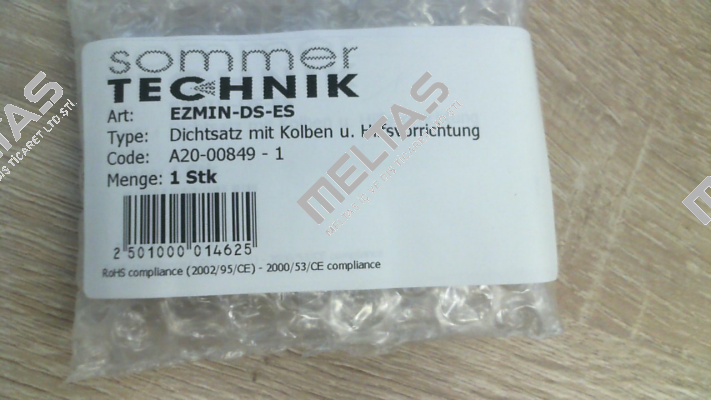 sommer
TECHNIK
Art: EZMIN-DS-ES
Type: Dichtsatz mit Kolben u. Hilfsvorrichtung
Code: A20-00849 - 1
Menge: 1 Stk
2 501000 014625
RoHS compliance (2002/95/CE) - 2000/53/CE compliance
MELTAS
MELTAS